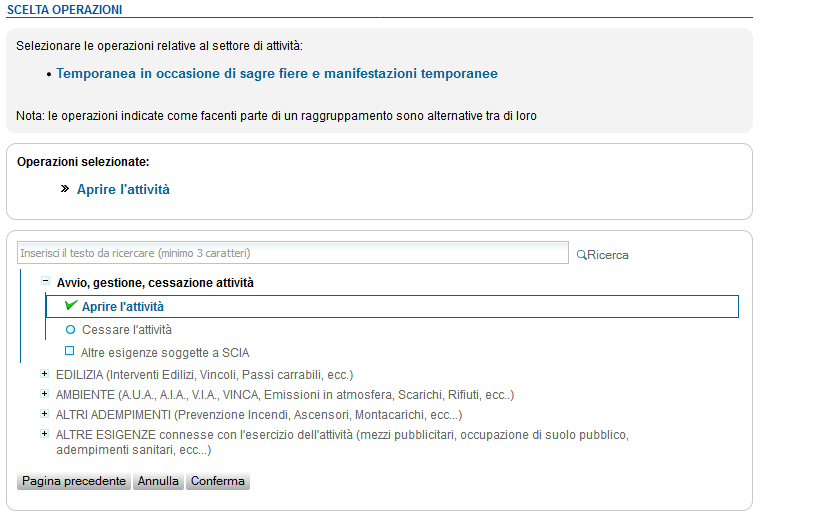 SCELTA OPERAZIONI
Selezionare le operazioni relative al settore di attività:
• Temporanea in occasione di sagre fiere e manifestazioni temporanee
Nota: le operazioni indicate come facenti parte di un raggruppamento sono alternative tra di loro
Operazioni selezionate:
» Aprire l'attività
Inserisci il testo da ricercare (minimo 3 caratteri)
Ricerca
Avvio, gestione, cessazione attività
Aprire l'attività
Cessare l'attività
Altre esigenze soggette a SCIA
EDILIZIA (Interventi Edilizi, Vincoli, Passi carrabili, ecc.)
AMBIENTE (A.U.A., A.I.A., V.I.A., VINCA, Emissioni in atmosfera, Scarichi, Rifiuti, ecc..)
ALTRI ADEMPIMENTI (Prevenzione Incendi, Ascensori, Montacarichi, ecc...)
ALTRE ESIGENZE connesse con l'esercizio dell'attività (mezzi pubblicitari, occupazione di suolo pubblico,
adempimenti sanitari, ecc...)
Pagina precedente Annulla Conferma